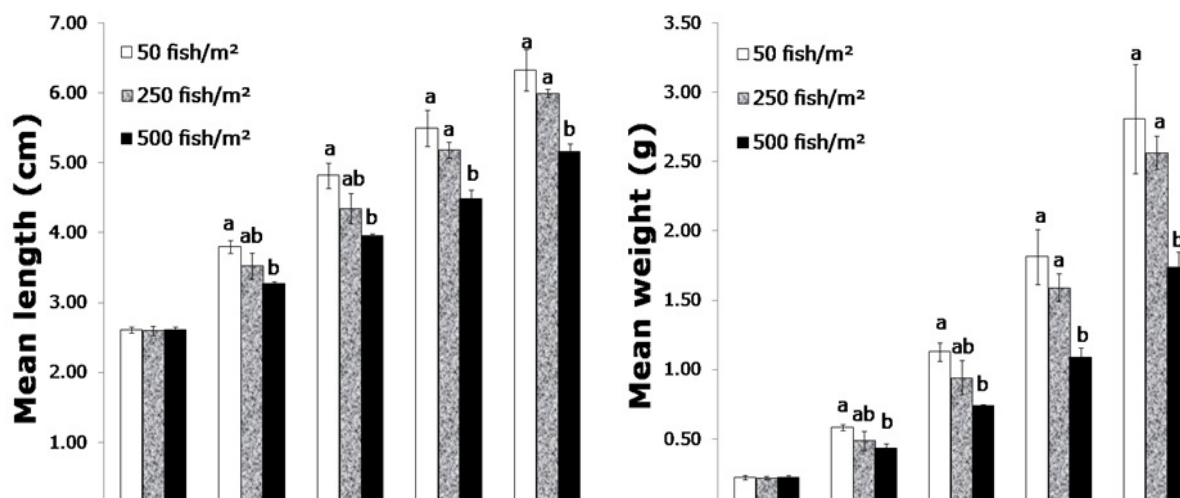 Mean length (cm)
7.00
6.00
5.00
4.00
3.00
2.00
1.00
50 fish/m²
250 fish/m²
500 fish/m²
a ab b
a ab b
a a b
a a b
Mean weight (g)
3.50
3.00
2.50
2.00
1.50
1.00
0.50
50 fish/m²
250 fish/m²
500 fish/m²
a ab b
a ab b
a a b
a a b